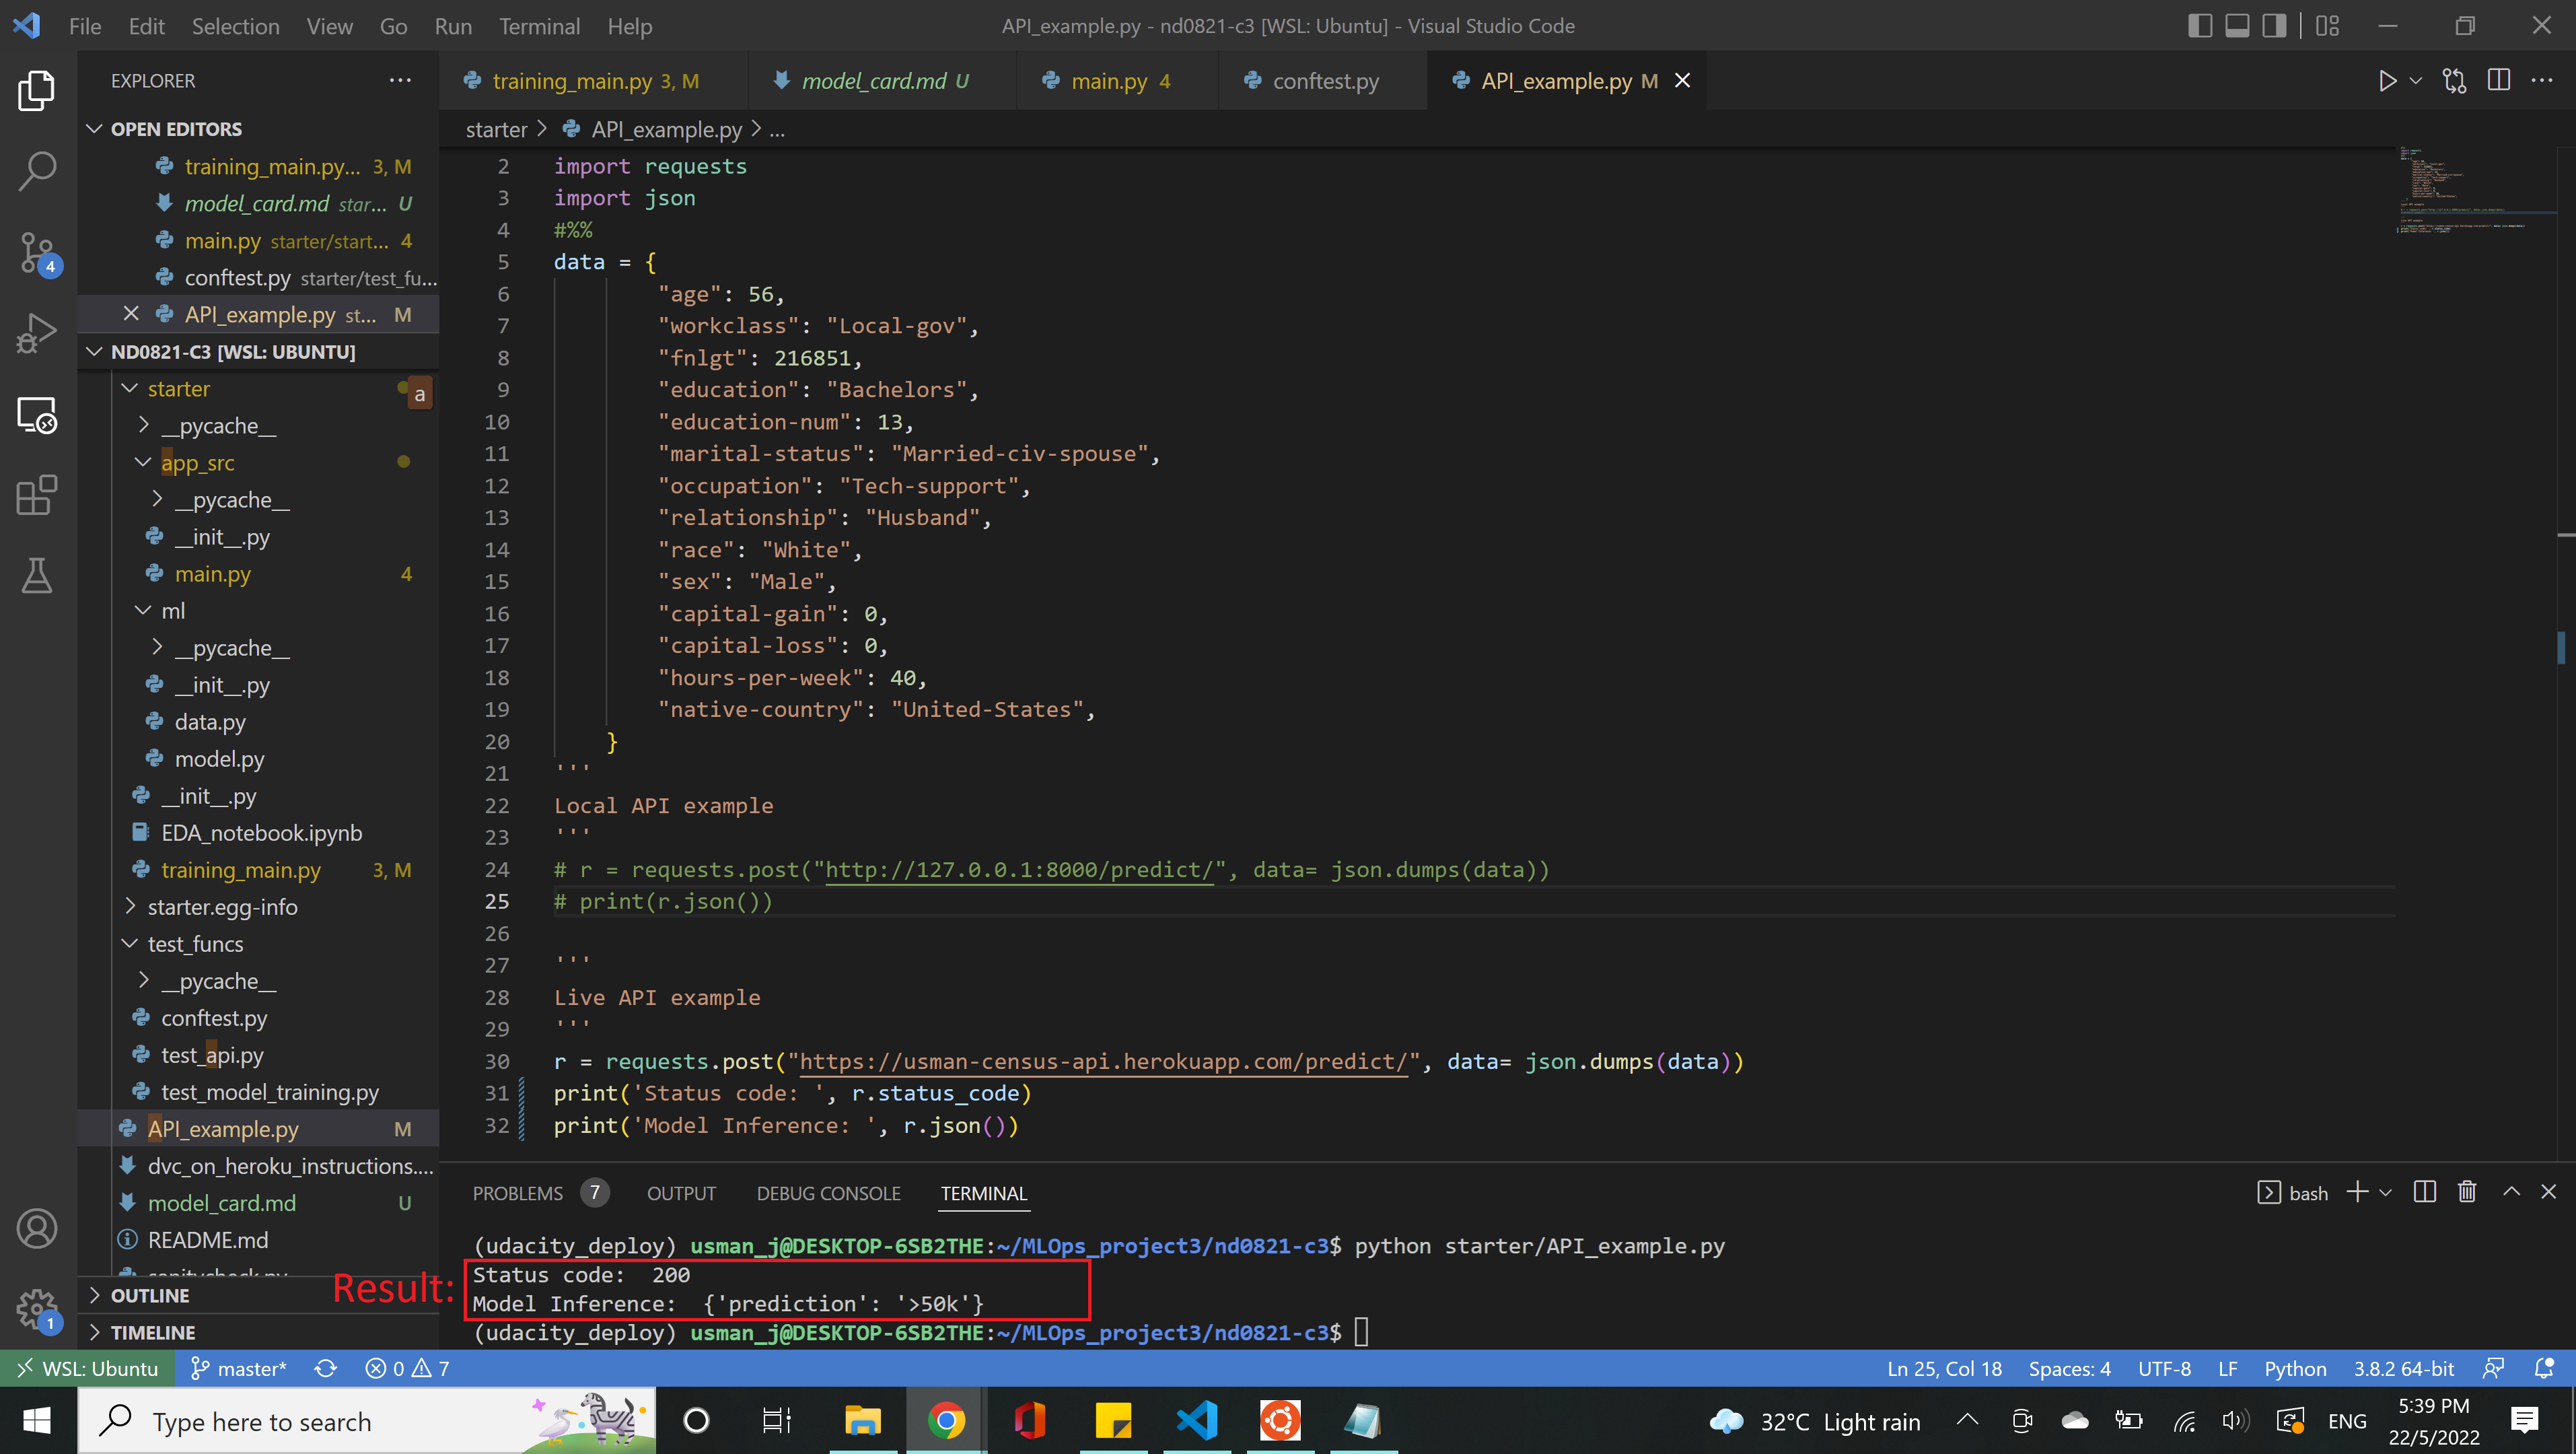 File Edit Selection View Go Run Terminal Help
API_example.py - nd0821-c3 [WSL: Ubuntu] - Visual Studio Code
EXPLORER
training_main.py 3, M
model_card.md U
main.py 4
conftest.py
API_example.py M
OPEN EDITORS
starter > API_example.py > ...
training_main.py... 3, M
model_card.md star... U
main.py starter/start... 4
conftest.py starter/test_fu...
API_example.py st... M
ND0821-C3 [WSL: UBUNTU]
starter
a
__pycache__
app_src
__pycache__
__init__.py
main.py 4
ml
__pycache__
__init__.py
data.py
model.py
__init__.py
EDA_notebook.ipynb
training_main.py 3, M
starter.egg-info
test_funcs
__pycache__
conftest.py
test_api.py
test_model_training.py
API_example.py M
dvc_on_heroku_instructions....
model_card.md U
README.md
sanitycheck.py
OUTLINE
TIMELINE
4
1
2 import requests
3 import json
4 #%%
5 data = {
6 "age": 56,
7 "workclass": "Local-gov",
8 "fnlgt": 216851,
9 "education": "Bachelors",
10 "education-num": 13,
11 "marital-status": "Married-civ-spouse",
12 "occupation": "Tech-support",
13 "relationship": "Husband",
14 "race": "White",
15 "sex": "Male",
16 "capital-gain": 0,
17 "capital-loss": 0,
18 "hours-per-week": 40,
19 "native-country": "United-States",
20 }
21 '''
22 Local API example
23 '''
24 # r = requests.post("http://127.0.0.1:8000/predict/", data= json.dumps(data))
25 # print(r.json())
26
27 '''
28 Live API example
29 '''
30 r = requests.post("https://usman-census-api.herokuapp.com/predict/", data= json.dumps(data))
31 print('Status code: ', r.status_code)
32 print('Model Inference: ', r.json())
PROBLEMS 7 OUTPUT DEBUG CONSOLE TERMINAL
bash
(udacity_deploy) usman_j@DESKTOP-6SB2THE:~/MLOps_project3/nd0821-c3$ python starter/API_example.py
Result:
Status code:  200
Model Inference:  {'prediction': '>50k'}
(udacity_deploy) usman_j@DESKTOP-6SB2THE:~/MLOps_project3/nd0821-c3$
WSL: Ubuntu master* 0 7
Ln 25, Col 18 Spaces: 4 UTF-8 LF Python 3.8.2 64-bit
Type here to search
32°C Light rain
ENG
5:39 PM
22/5/2022